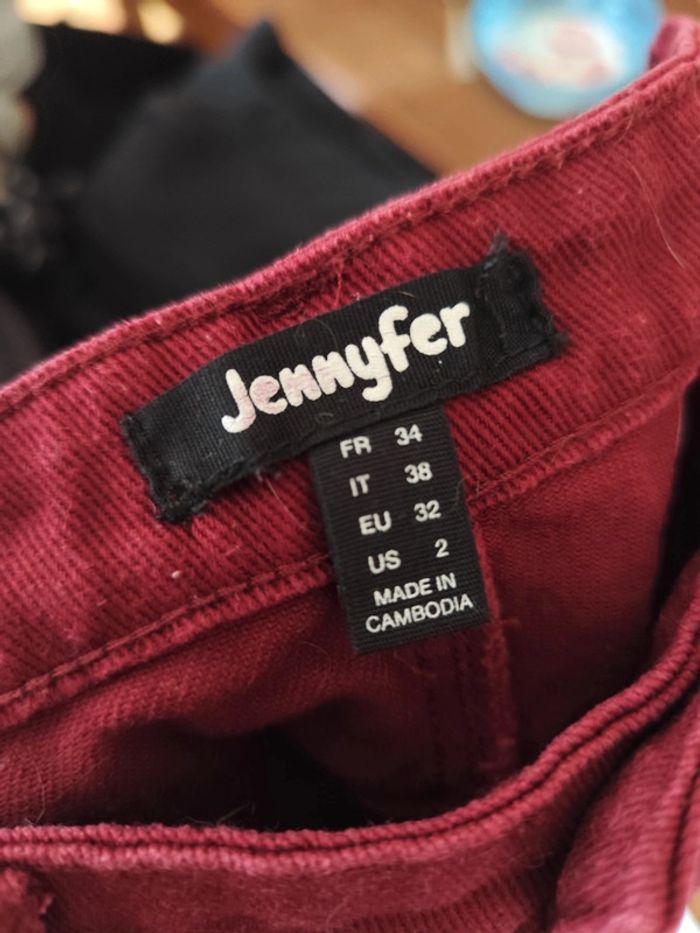 Jennyfer
FR 34
IT 38
EU 32
US 2
MADE IN
CAMBODIA